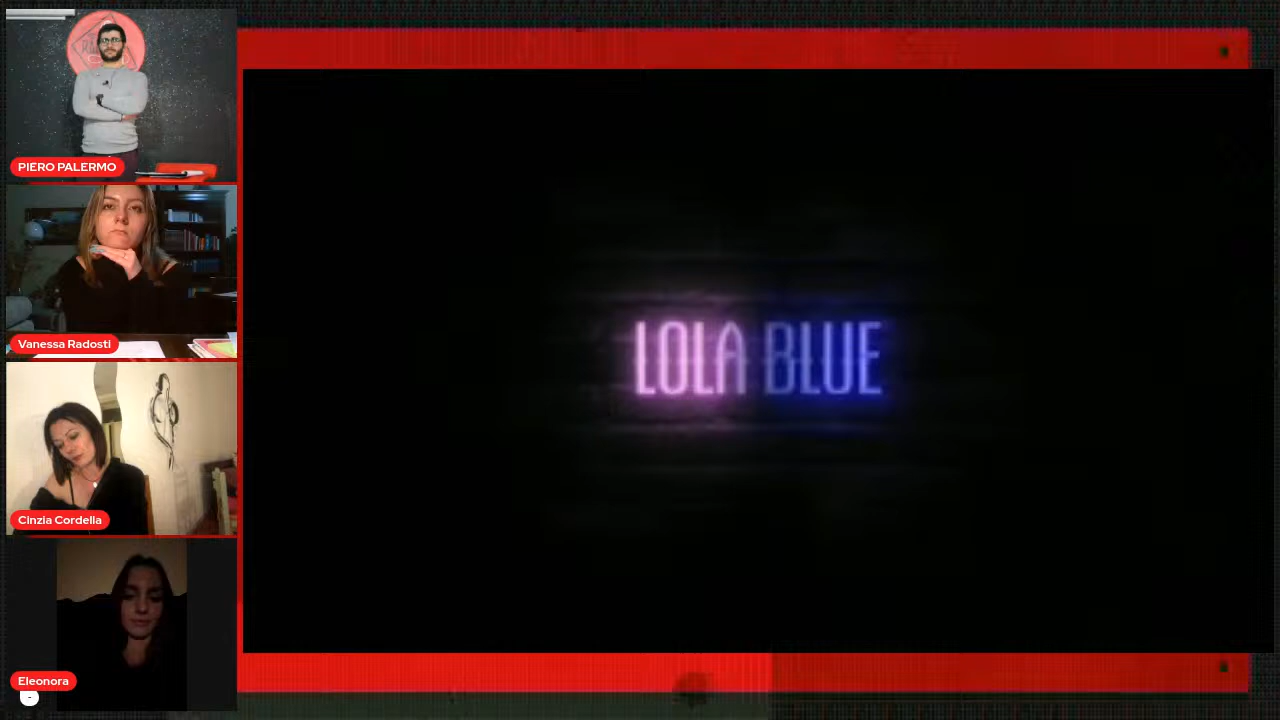 PIERO PALERMO
Vanessa Radosti
Cinzia Cordella
Eleonora
-
LOLA BLUE